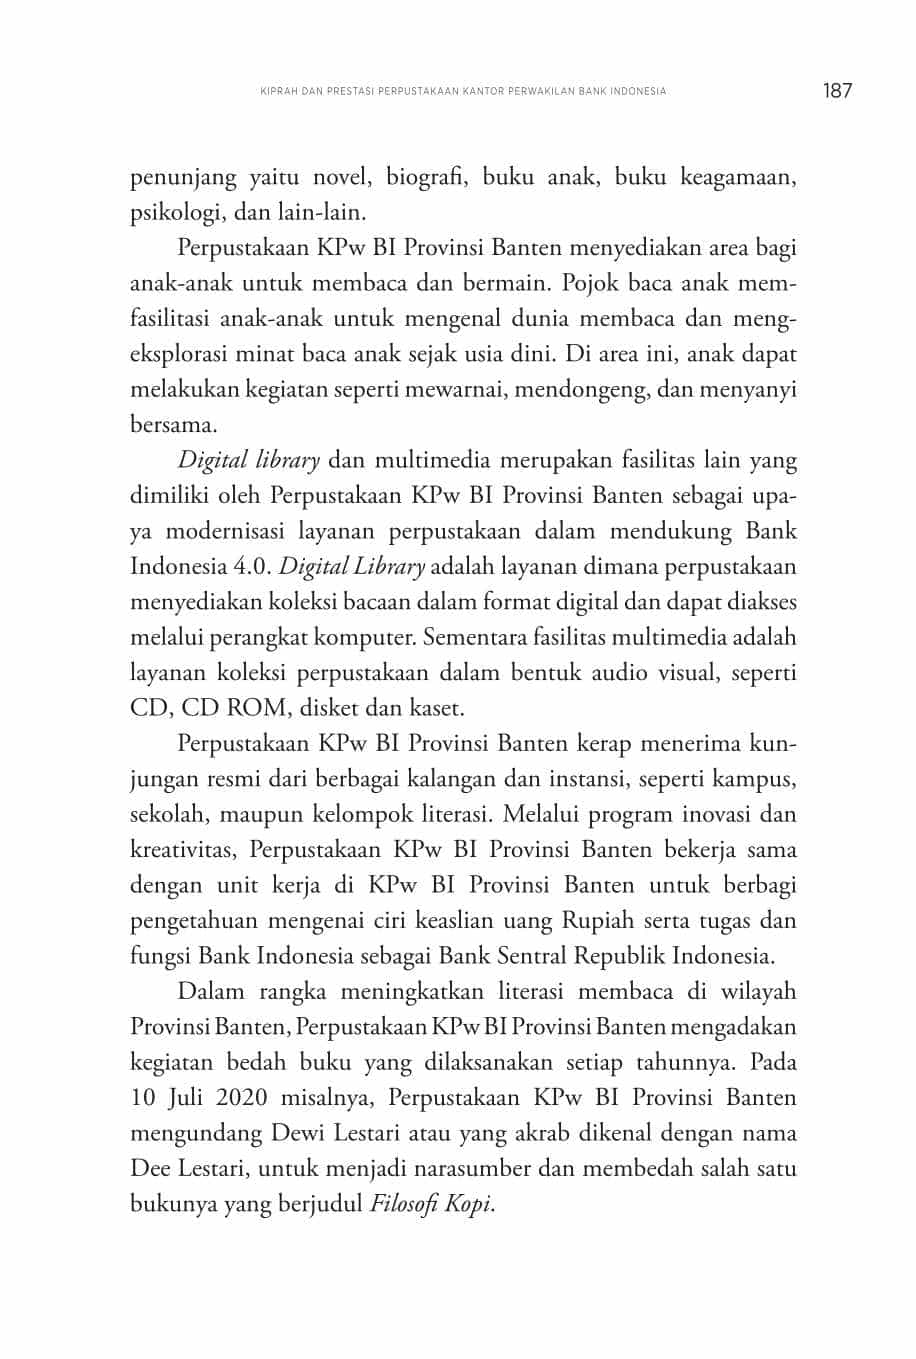 KIPRAH DAN PRESTASI PERPUSTAKAAN KANTOR PERWAKILAN BANK INDONESIA 187
penunjang yaitu novel, biografi, buku anak, buku keagamaan,
psikologi, dan lain-lain.
Perpustakaan KPw BI Provinsi Banten menyediakan area bagi
anak-anak untuk membaca dan bermain. Pojok baca anak mem-
fasilitasi anak-anak untuk mengenal dunia membaca dan meng-
eksplorasi minat baca anak sejak usia dini. Di area ini, anak dapat
melakukan kegiatan seperti mewarnai, mendongeng, dan menyanyi
bersama.
Digital library dan multimedia merupakan fasilitas lain yang
dimiliki oleh Perpustakaan KPw BI Provinsi Banten sebagai upa-
ya modernisasi layanan perpustakaan dalam mendukung Bank
Indonesia 4.0. Digital Library adalah layanan dimana perpustakaan
menyediakan koleksi bacaan dalam format digital dan dapat diakses
melalui perangkat komputer. Sementara fasilitas multimedia adalah
layanan koleksi perpustakaan dalam bentuk audio visual, seperti
CD, CD ROM, disket dan kaset.
Perpustakaan KPw BI Provinsi Banten kerap menerima kun-
jungan resmi dari berbagai kalangan dan instansi, seperti kampus,
sekolah, maupun kelompok literasi. Melalui program inovasi dan
kreativitas, Perpustakaan KPw BI Provinsi Banten bekerja sama
dengan unit kerja di KPw BI Provinsi Banten untuk berbagi
pengetahuan mengenai ciri keaslian uang Rupiah serta tugas dan
fungsi Bank Indonesia sebagai Bank Sentral Republik Indonesia.
Dalam rangka meningkatkan literasi membaca di wilayah
Provinsi Banten, Perpustakaan KPw BI Provinsi Banten mengadakan
kegiatan bedah buku yang dilaksanakan setiap tahunnya. Pada
10 Juli 2020 misalnya, Perpustakaan KPw BI Provinsi Banten
mengundang Dewi Lestari atau yang akrab dikenal dengan nama
Dee Lestari, untuk menjadi narasumber dan membedah salah satu
bukunya yang berjudul Filosofi Kopi.